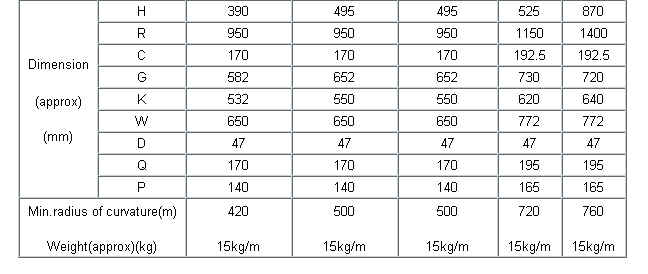 H 390 495 495 525 870
R 950 950 950 1150 1400
C 170 170 170 192.5 192.5
Dimension
G 582 652 652 730 720
(approx)
K 532 550 550 620 640
W 650 650 650 772 772
(mm)
D 47 47 47 47 47
Q 170 170 170 195 195
P 140 140 140 165 165
Min.radius of curvature(m) 420 500 500 720 760
Weight(approx)(kg) 15kg/m 15kg/m 15kg/m 15kg/m 15kg/m